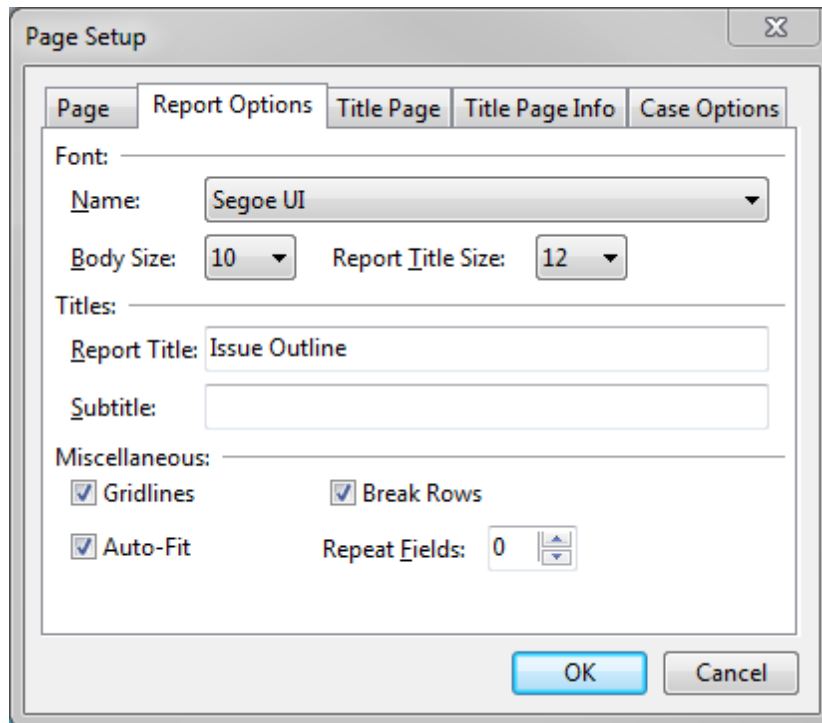 Page Setup
Page Report Options Title Page Title Page Info Case Options
Font:
Name: Segoe UI
Body Size: 10 Report Title Size: 12
Titles:
Report Title: Issue Outline
Subtitle:
Miscellaneous:
Gridlines Break Rows
Auto-Fit Repeat Fields: 0
OK Cancel